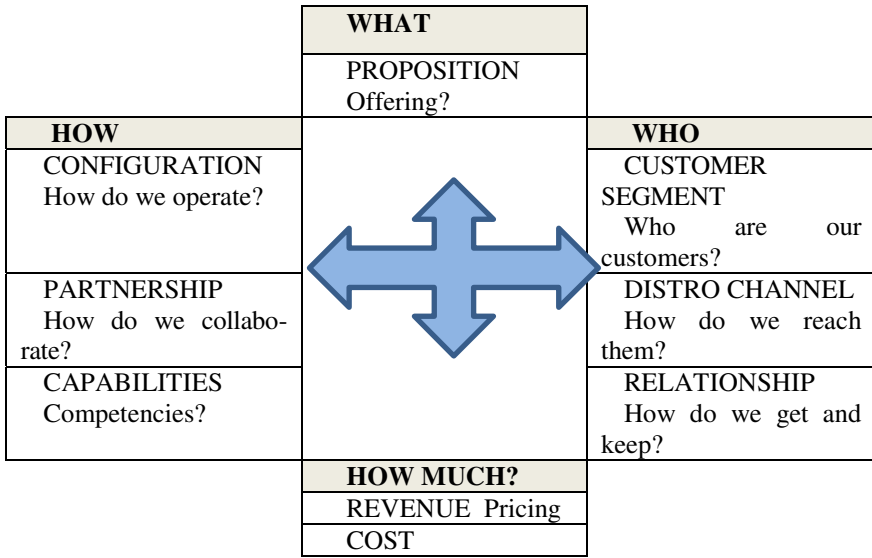 WHAT
PROPOSITION
Offering?
HOW
CONFIGURATION
How do we operate?
PARTNERSHIP
How do we collabo-
rate?
CAPABILITIES
Competencies?
WHO
CUSTOMER
SEGMENT
Who are our
customers?
DISTRO CHANNEL
How do we reach
them?
RELATIONSHIP
How do we get and
keep?
HOW MUCH?
REVENUE Pricing
COST